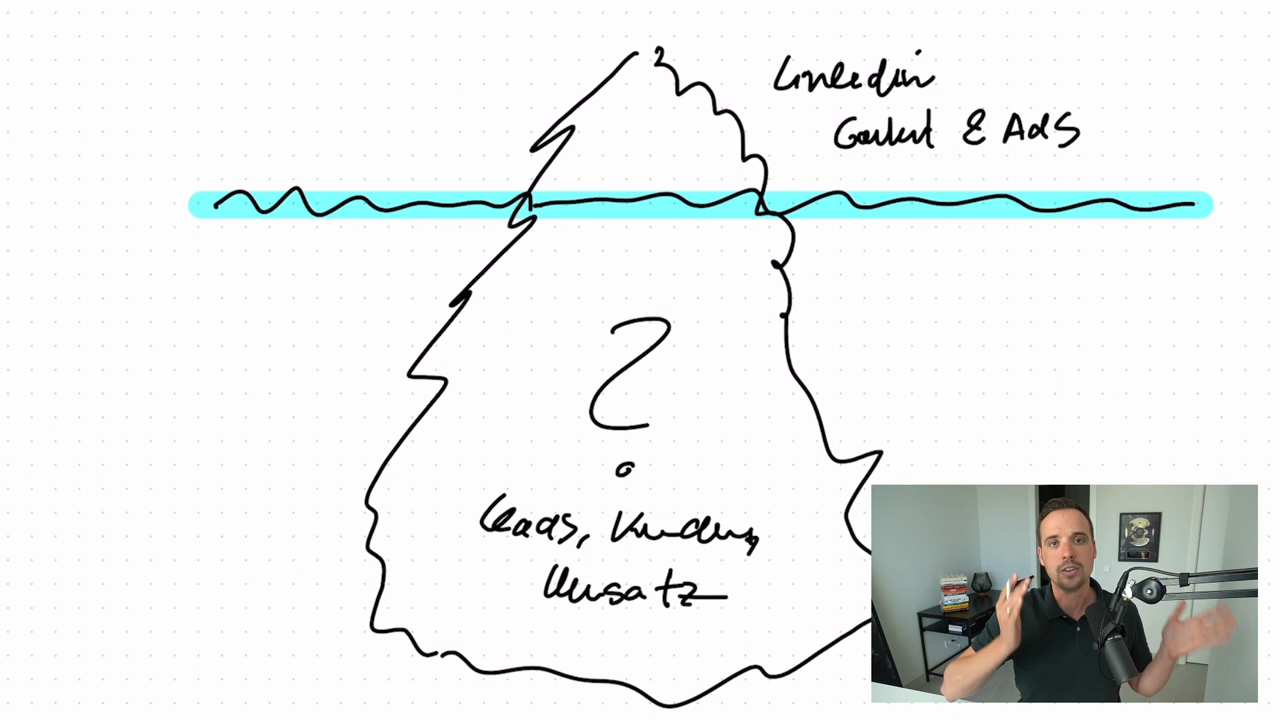 Linkedin
Content & Ads
?
Leads, Kunden,
Umsatz